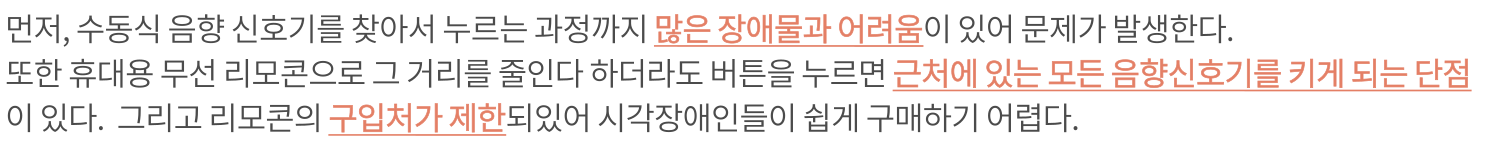 먼저, 수동식 음향 신호기를 찾아서 누르는 과정까지 많은 장애물과 어려움이 있어 문제가 발생한다.
또한 휴대용 무선 리모콘으로 그 거리를 줄인다 하더라도 버튼을 누르면 근처에 있는 모든 음향신호기를 키게 되는 단점
이 있다. 그리고 리모콘의 구입처가 제한되있어 시각장애인들이 쉽게 구매하기 어렵다.